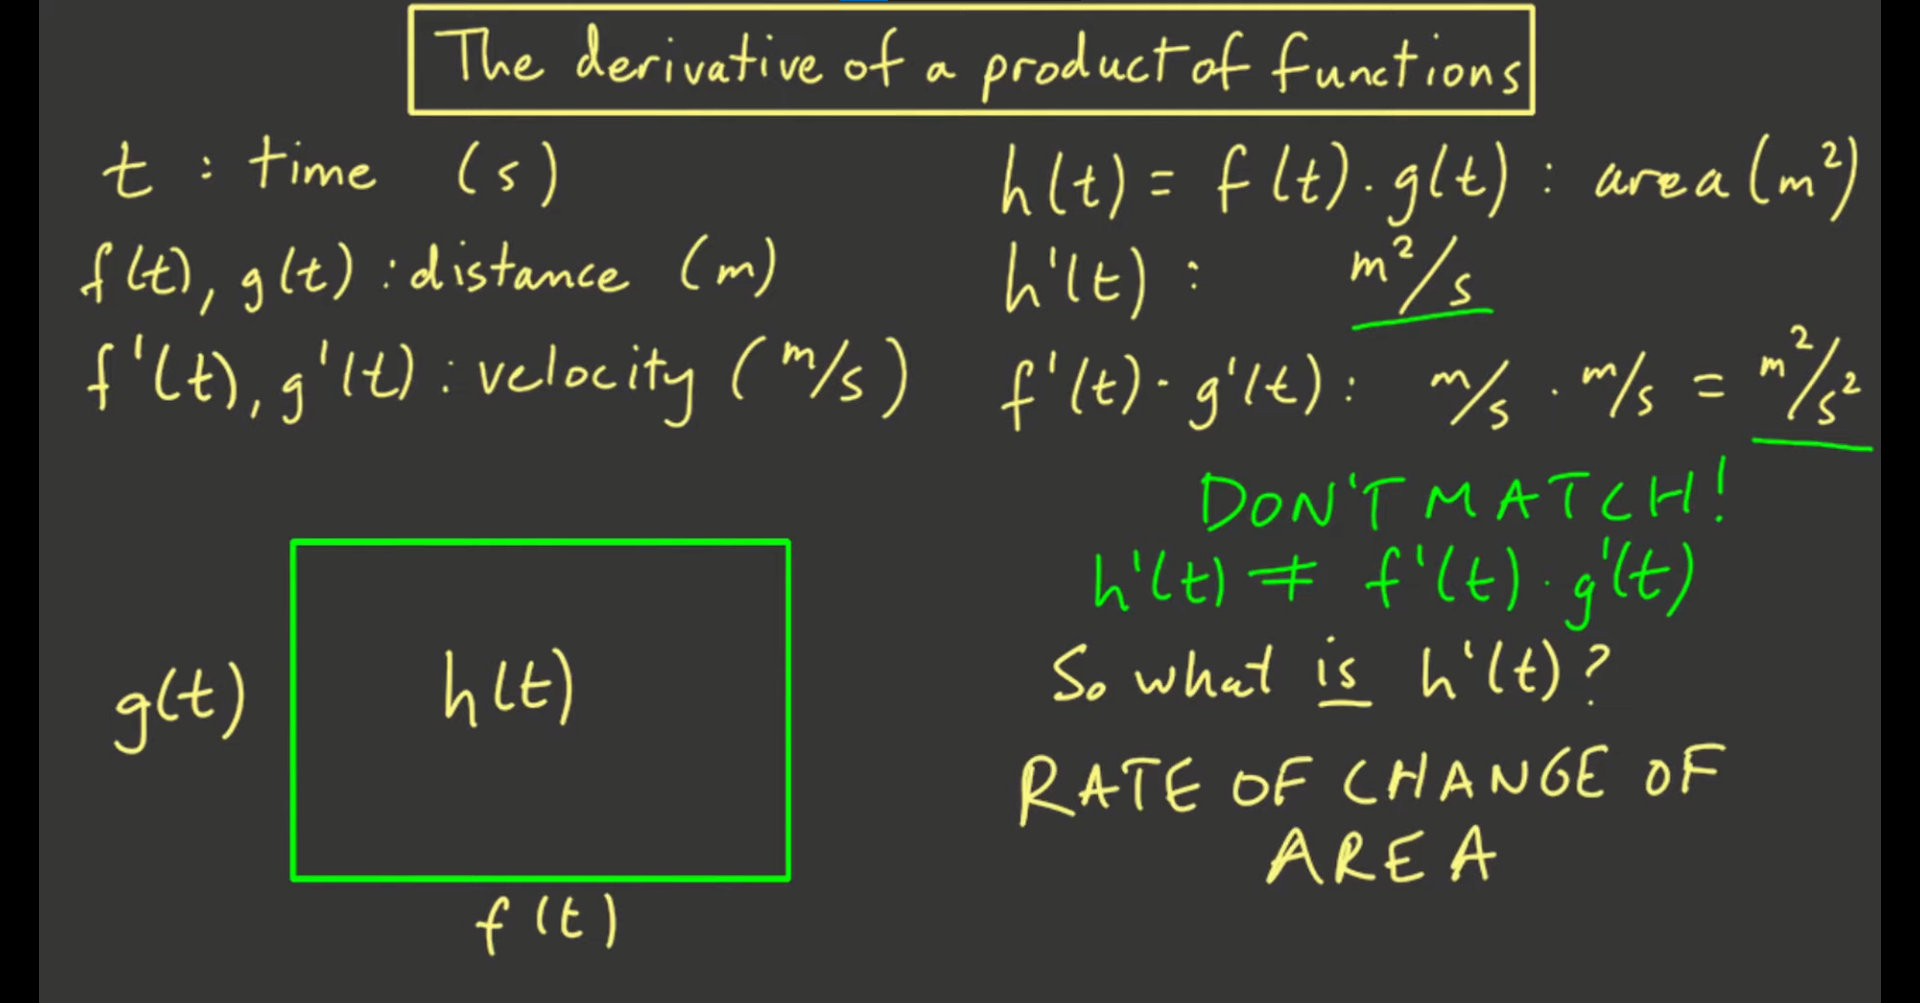 The derivative of a product of functions
t : time (s)
f(t), g(t) : distance (m)
f'(t), g'(t) : velocity (m/s)
h(t) = f(t) · g(t) : area (m²)
h'(t) : m²/s
f'(t) · g'(t) : m/s · m/s = m²/s²
DON'T MATCH!
h'(t) ≠ f'(t) · g'(t)
So what is h'(t)?
RATE OF CHANGE OF
AREA
g(t)
h(t)
f(t)